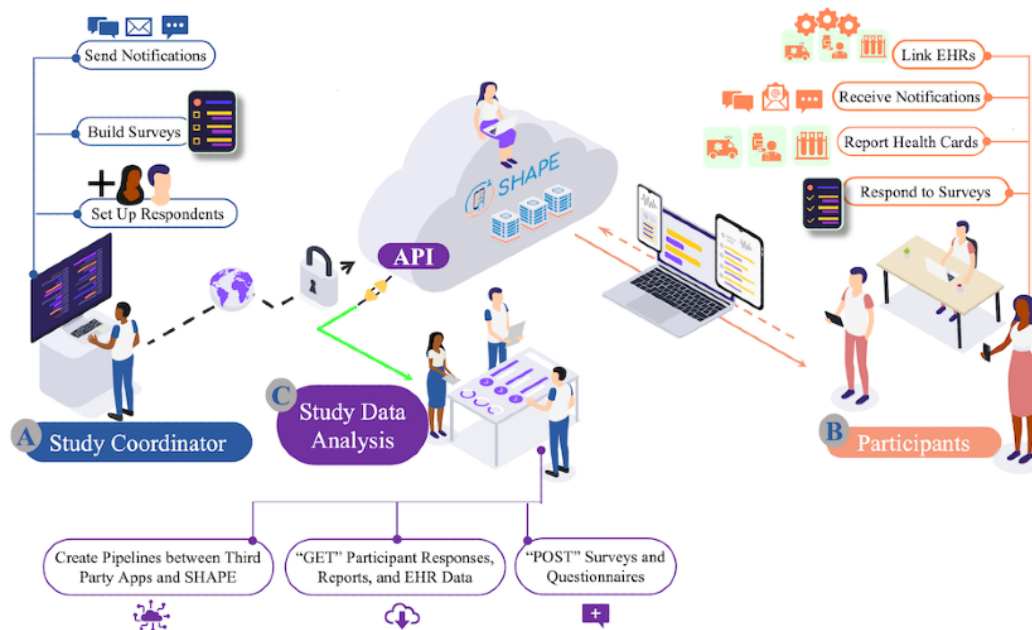 Send Notifications
Build Surveys
Set Up Respondents
A Study Coordinator
SHAPE
API
Link EHRs
Receive Notifications
Report Health Cards
Respond to Surveys
B Participants
C Study Data
Analysis
Create Pipelines between Third
Party Apps and SHAPE
“GET” Participant Responses,
Reports, and EHR Data
“POST” Surveys and
Questionnaires